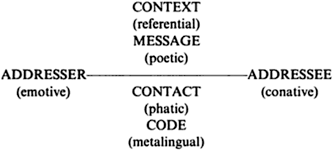 CONTEXT
(referential)
MESSAGE
(poetic)
ADDRESSER ADDRESSEE
(emotive) (conative)
CONTACT
(phatic)
CODE
(metalingual)